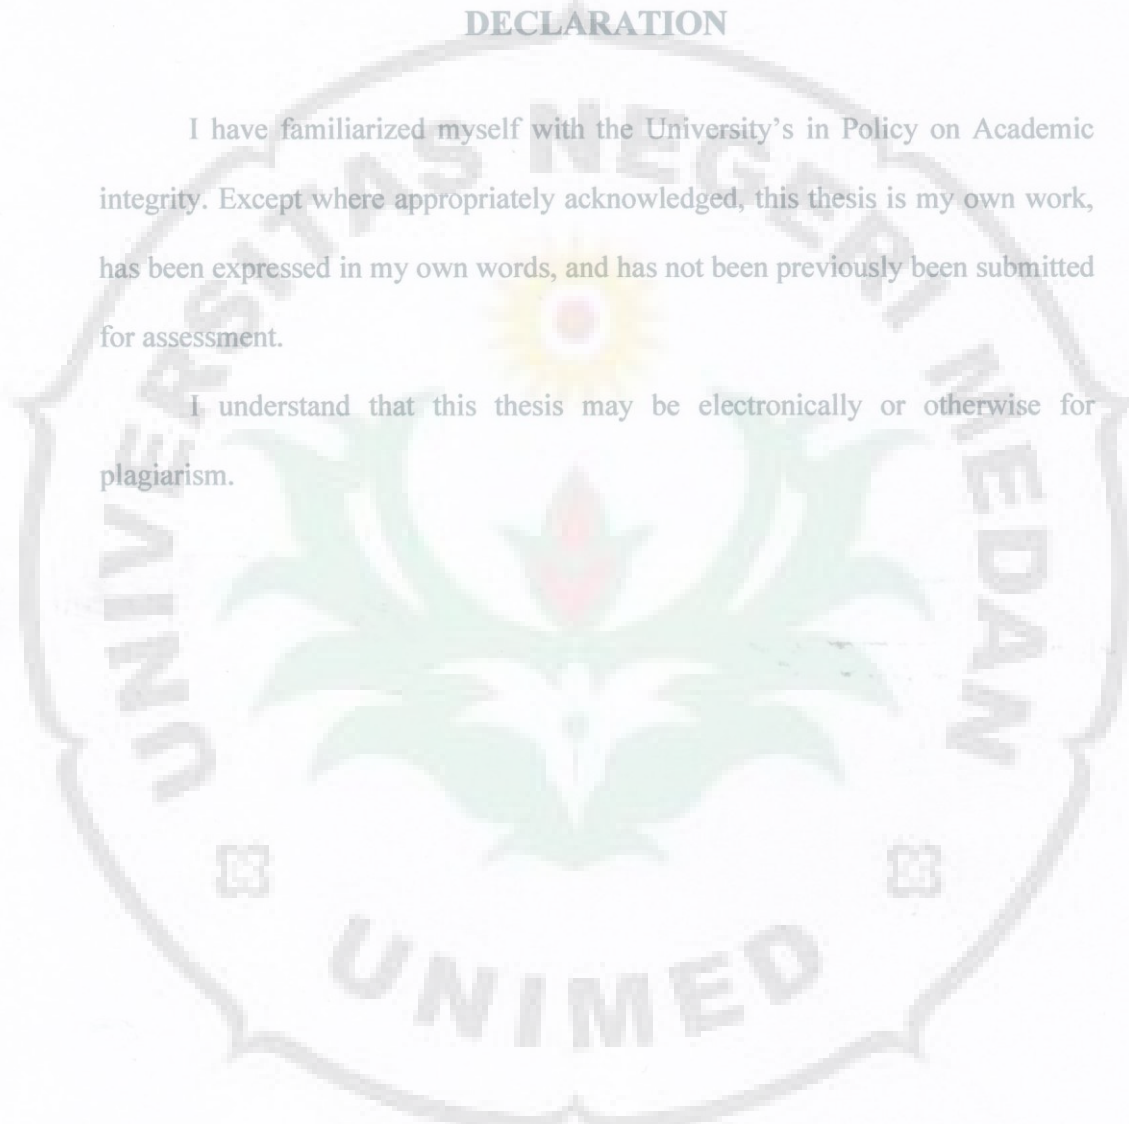 DECLARATION
I have familiarized myself with the University's in Policy on Academic
integrity. Except where appropriately acknowledged, this thesis is my own work,
has been expressed in my own words, and has not been previously been submitted
for assessment.
I understand that this thesis may be electronically or otherwise for
plagiarism.
UNIVERSITAS NEGERI MEDAN
UNIMED